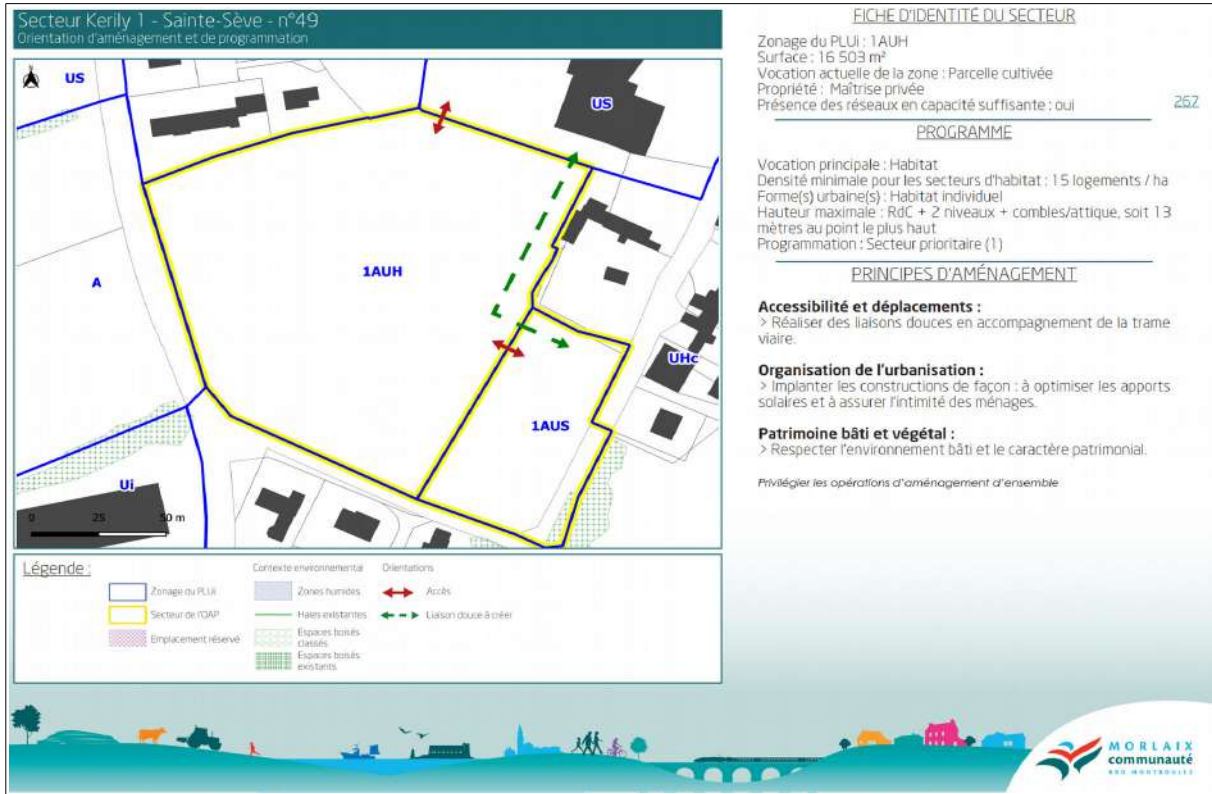 Secteur Kerily 1 - Sainte-Sève - n°49
Orientation d'aménagement et de programmation
US
US
1AUH
A
UHc
1AUS
Ui
0 25 50 m
Légende :
Zonage du PLUi
Secteur de l'OAP
Emplacement réservé
Contexte environnemental
Zones humides
Haies existantes
Espaces boisés
classés
Espaces boisés
existants
Orientations
Accès
Liaison douce à créer
FICHE D'IDENTITÉ DU SECTEUR
Zonage du PLUi : 1AUH
Surface : 16 503 m²
Vocation actuelle de la zone : Parcelle cultivée
Propriété : Maîtrise privée
Présence des réseaux en capacité suffisante : oui
267
PROGRAMME
Vocation principale : Habitat
Densité minimale pour les secteurs d'habitat : 15 logements / ha
Forme(s) urbaine(s) : Habitat individuel
Hauteur maximale : RdC + 2 niveaux + combles/attique, soit 13
mètres au point le plus haut
Programmation : Secteur prioritaire (1)
PRINCIPES D'AMÉNAGEMENT
Accessibilité et déplacements :
> Réaliser des liaisons douces en accompagnement de la trame
viaire.
Organisation de l'urbanisation :
> Implanter les constructions de façon : à optimiser les apports
solaires et à assurer l'intimité des ménages.
Patrimoine bâti et végétal :
> Respecter l'environnement bâti et le caractère patrimonial.
Privilégier les opérations d'aménagement d'ensemble
MORLAIX
communauté
BRO MONTROULEZ